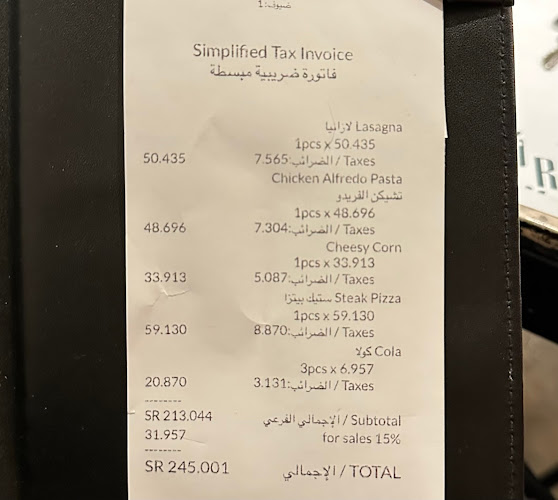 ضيوف:1
Simplified Tax Invoice
فاتورة ضريبية مبسطة
لازانيا Lasagna
1pcs x 50.435
50.435 7.565:الضرائب / Taxes
Chicken Alfredo Pasta
تشيكن الفريدو
1pcs x 48.696
48.696 7.304:الضرائب / Taxes
Cheesy Corn
1pcs x 33.913
33.913 5.087:الضرائب / Taxes
ستيك بيتزا Steak Pizza
1pcs x 59.130
59.130 8.870:الضرائب / Taxes
كولا Cola
3pcs x 6.957
20.870 3.131:الضرائب / Taxes
--------
SR 213.044 الإجمالي الفرعي / Subtotal
31.957 for sales 15%
--------
SR 245.001 الإجمالي / TOTAL